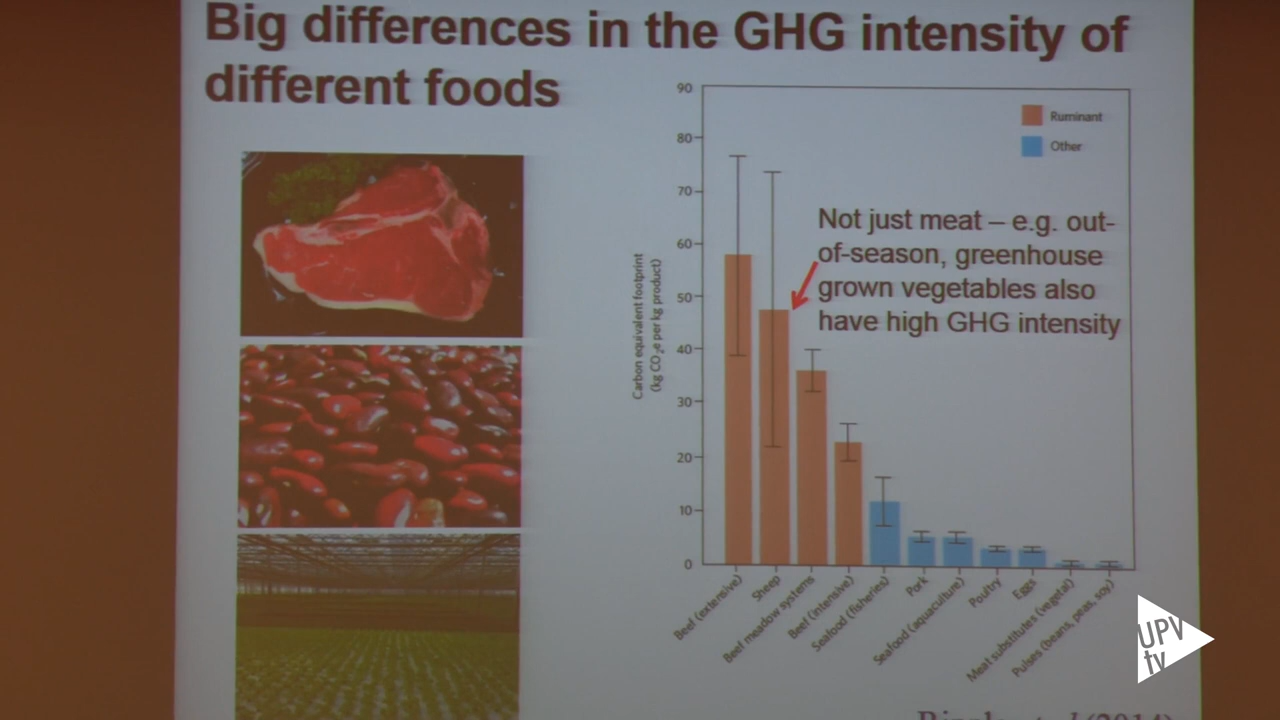 Big differences in the GHG intensity of
different foods
90
80
70
60
50
40
30
20
10
0
Carbon equivalent footprint
(kg CO2e per kg product)
Ruminant
Other
Not just meat – e.g. out-
of-season, greenhouse
grown vegetables also
have high GHG intensity
Beef (extensive)
Sheep
Beef meadow systems
Beef (intensive)
Seafood (fisheries)
Pork
Seafood (aquaculture)
Poultry
Eggs
Meat substitutes (vegetal)
Pulses (beans, peas, soy)
UPV
tv